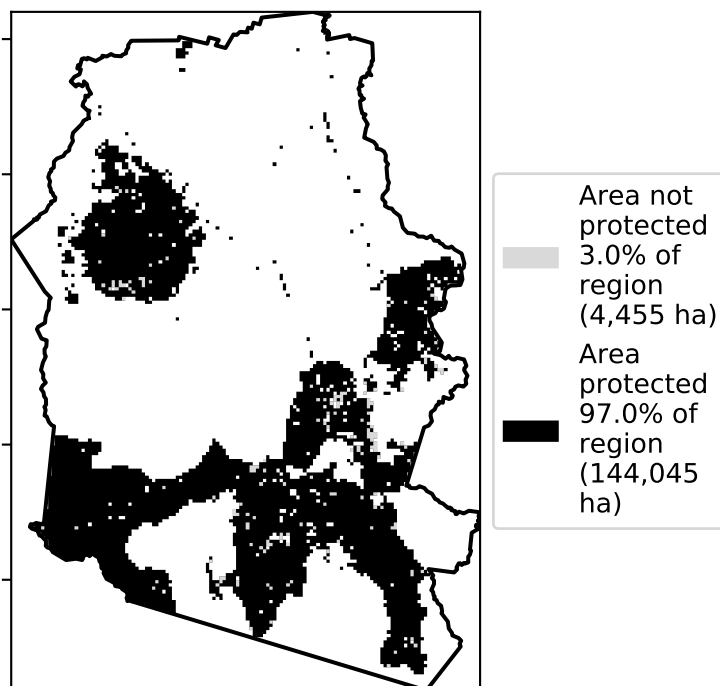 Area not
protected
3.0% of
region
(4,455 ha)
Area
protected
97.0% of
region
(144,045
ha)